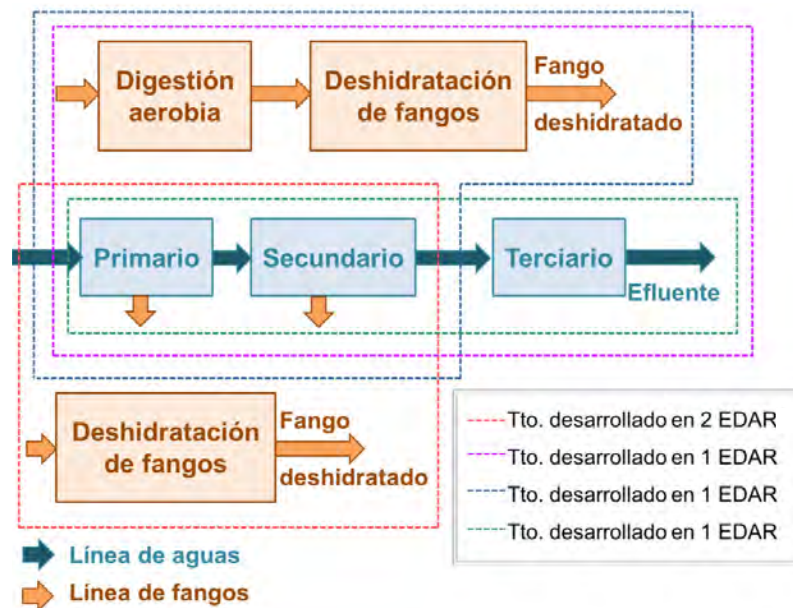 Digestión
aerobia
Deshidratación
de fangos
Fango
deshidratado
Primario
Secundario
Terciario
Efluente
Deshidratación
de fangos
Fango
deshidratado
Tto. desarrollado en 2 EDAR
Tto. desarrollado en 1 EDAR
Tto. desarrollado en 1 EDAR
Tto. desarrollado en 1 EDAR
Línea de aguas
Línea de fangos